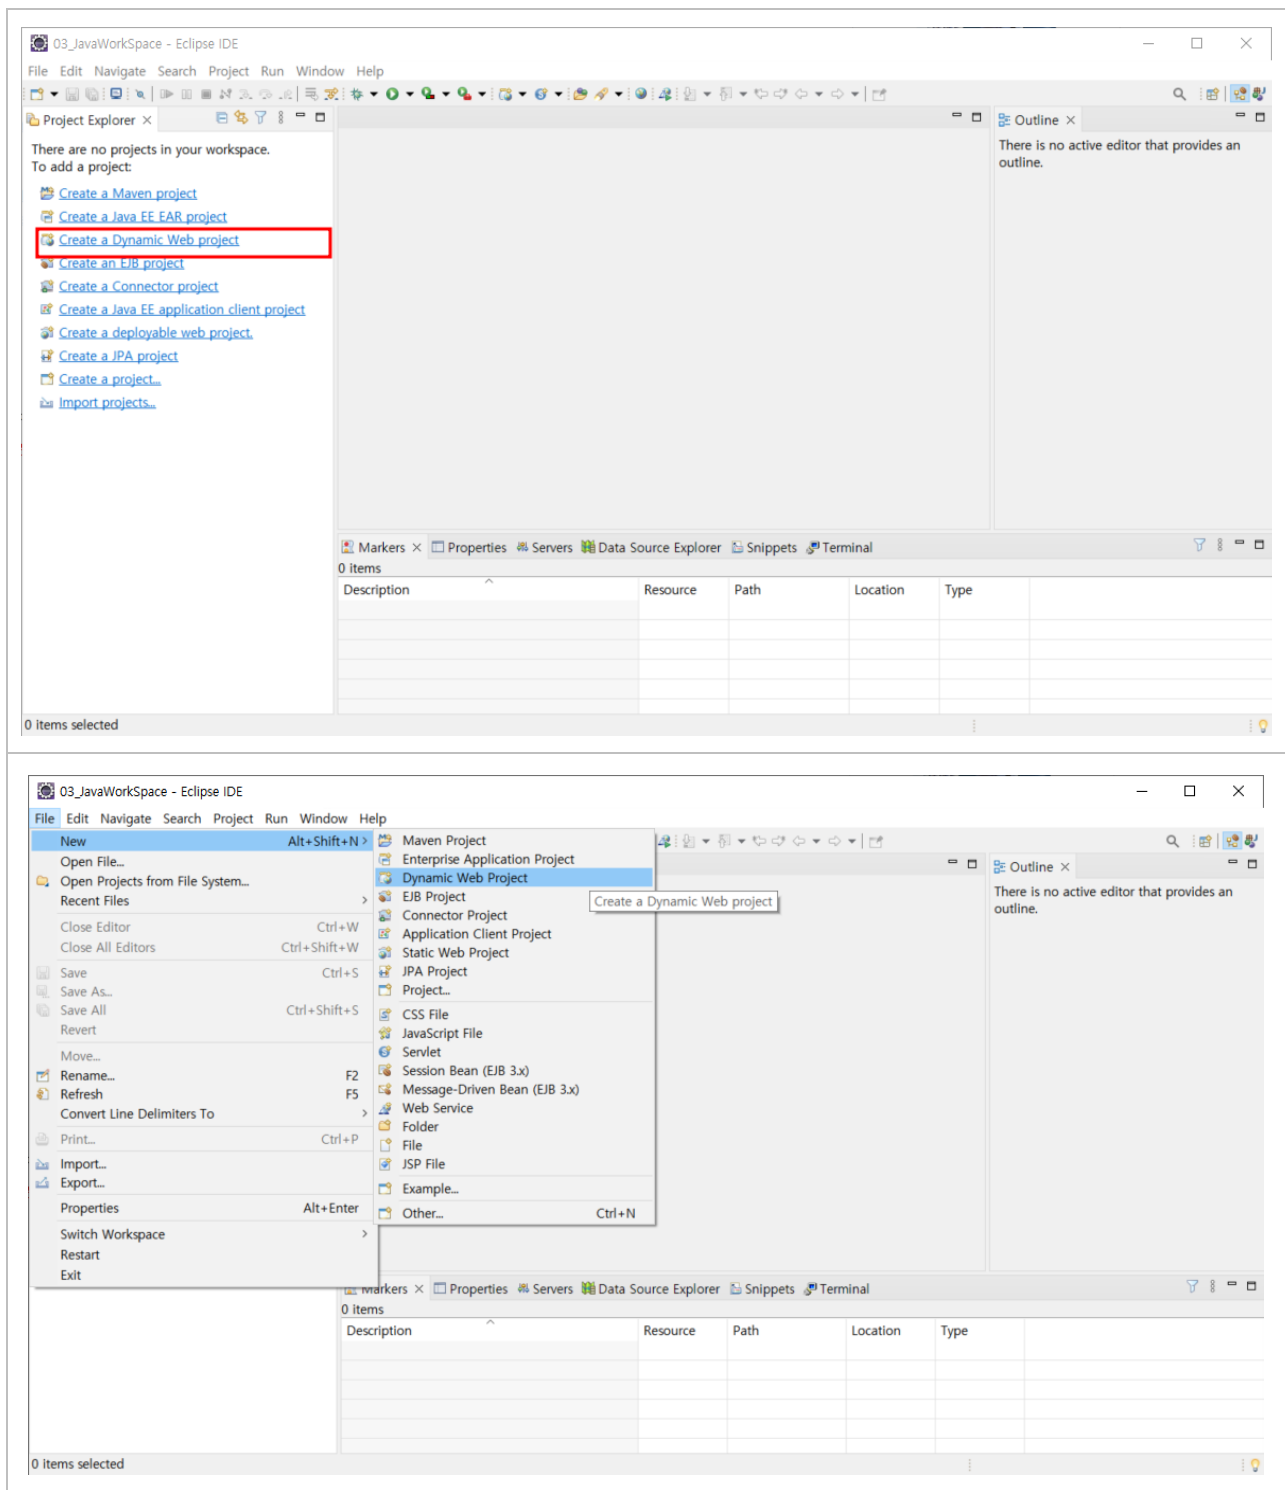 03_JavaWorkSpace - Eclipse IDE
File Edit Navigate Search Project Run Window Help
Project Explorer
Outline
There are no projects in your workspace.
To add a project:
Create a Maven project
Create a Java EE EAR project
Create a Dynamic Web project
Create an EJB project
Create a Connector project
Create a Java EE application client project
Create a deployable web project.
Create a JPA project
Create a project...
Import projects...
There is no active editor that provides an
outline.
Markers Properties Servers Data Source Explorer Snippets Terminal
0 items
Description Resource Path Location Type
0 items selected
03_JavaWorkSpace - Eclipse IDE
File Edit Navigate Search Project Run Window Help
New Alt+Shift+N >
Open File...
Open Projects from File System...
Recent Files >
Close Editor Ctrl+W
Close All Editors Ctrl+Shift+W
Save Ctrl+S
Save As...
Save All Ctrl+Shift+S
Revert
Move...
Rename... F2
Refresh F5
Convert Line Delimiters To >
Print... Ctrl+P
Import...
Export...
Properties Alt+Enter
Switch Workspace >
Restart
Exit
Maven Project
Enterprise Application Project
Dynamic Web Project
EJB Project
Connector Project
Application Client Project
Static Web Project
JPA Project
Project...
CSS File
JavaScript File
Servlet
Session Bean (EJB 3.x)
Message-Driven Bean (EJB 3.x)
Web Service
Folder
File
JSP File
Example...
Other... Ctrl+N
Create a Dynamic Web project
Outline
There is no active editor that provides an
outline.
Markers Properties Servers Data Source Explorer Snippets Terminal
0 items
Description Resource Path Location Type
0 items selected